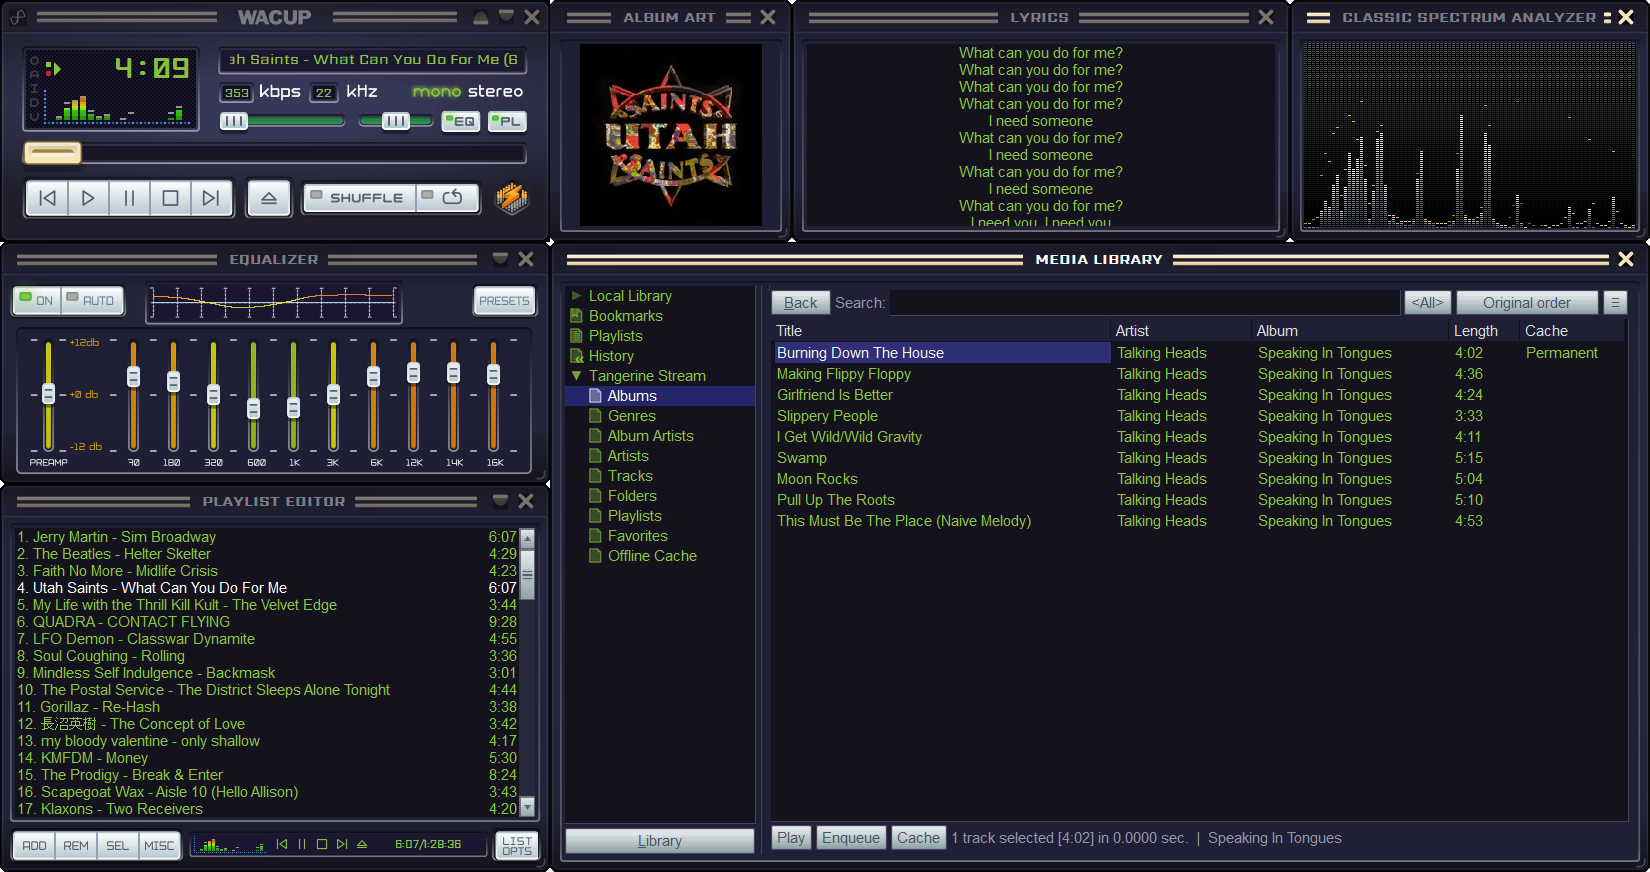 WACUP
O
A
I
D
U
4:09
ah Saints - What Can You Do For Me (6
353 kbps 22 kHz mono stereo
EQ PL
SHUFFLE
ALBUM ART
SAINTS
UTAH
SAINTS
LYRICS
What can you do for me?
What can you do for me?
What can you do for me?
What can you do for me?
I need someone
What can you do for me?
I need someone
What can you do for me?
I need someone
What can you do for me?
I need you, I need you
CLASSIC SPECTRUM ANALYZER
EQUALIZER
ON AUTO PRESETS
+12db
+0 db
-12 db
PREAMP 70 180 320 600 1K 3K 6K 12K 14K 16K
PLAYLIST EDITOR
1. Jerry Martin - Sim Broadway 6:07
2. The Beatles - Helter Skelter 4:29
3. Faith No More - Midlife Crisis 4:23
4. Utah Saints - What Can You Do For Me 6:07
5. My Life with the Thrill Kill Kult - The Velvet Edge 3:44
6. QUADRA - CONTACT FLYING 9:28
7. LFO Demon - Classwar Dynamite 4:55
8. Soul Coughing - Rolling 3:36
9. Mindless Self Indulgence - Backmask 3:01
10. The Postal Service - The District Sleeps Alone Tonight 4:44
11. Gorillaz - Re-Hash 3:38
12. 長沼英樹 - The Concept of Love 3:42
13. my bloody valentine - only shallow 4:17
14. KMFDM - Money 5:30
15. The Prodigy - Break & Enter 8:24
16. Scapegoat Wax - Aisle 10 (Hello Allison) 3:43
17. Klaxons - Two Receivers 4:20
ADD REM SEL MISC 6:07/1:28:36 LIST OPTS
MEDIA LIBRARY
Local Library
Bookmarks
Playlists
History
Tangerine Stream
Albums
Genres
Album Artists
Artists
Tracks
Folders
Playlists
Favorites
Offline Cache
Library
Back Search: <All> Original order
Title Artist Album Length Cache
Burning Down The House Talking Heads Speaking In Tongues 4:02 Permanent
Making Flippy Floppy Talking Heads Speaking In Tongues 4:36
Girlfriend Is Better Talking Heads Speaking In Tongues 4:24
Slippery People Talking Heads Speaking In Tongues 3:33
I Get Wild/Wild Gravity Talking Heads Speaking In Tongues 4:11
Swamp Talking Heads Speaking In Tongues 5:15
Moon Rocks Talking Heads Speaking In Tongues 5:04
Pull Up The Roots Talking Heads Speaking In Tongues 5:10
This Must Be The Place (Naive Melody) Talking Heads Speaking In Tongues 4:53
Play Enqueue Cache 1 track selected [4:02] in 0.0000 sec. | Speaking In Tongues